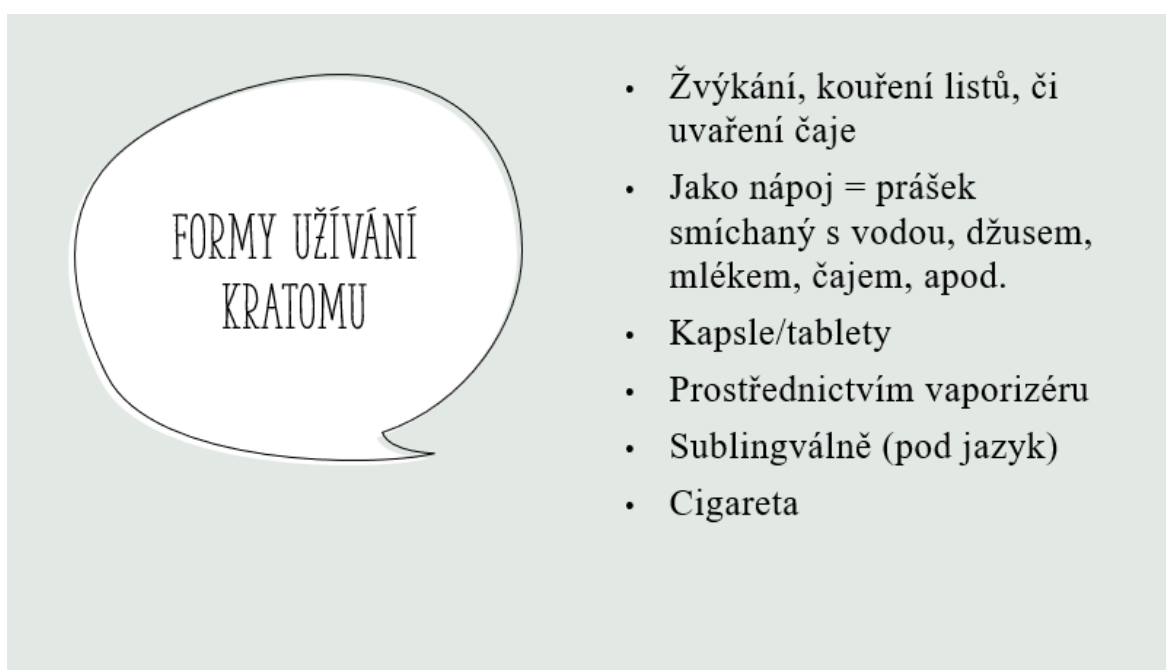 FORMY UŽÍVÁNÍ
KRATOMU
• Žvýkání, kouření listů, či
uvaření čaje
• Jako nápoj = prášek
smíchaný s vodou, džusem,
mlékem, čajem, apod.
• Kapsle/tablety
• Prostřednictvím vaporizéru
• Sublingválně (pod jazyk)
• Cigareta